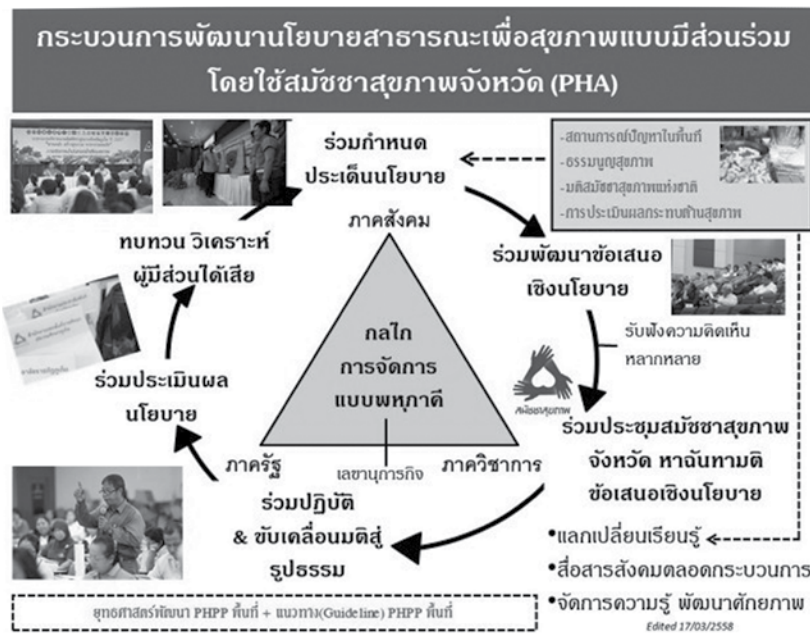 กระบวนการพัฒนานโยบายสาธารณะเพื่อสุขภาพแบบมีส่วนร่วม
โดยใช้สมัชชาสุขภาพจังหวัด (PHA)
ร่วมกำหนด
ประเด็นนโยบาย
-สถานการณ์ปัญหาในพื้นที่
-ธรรมนูญสุขภาพ
-มติสมัชชาสุขภาพแห่งชาติ
-การประเมินผลกระทบด้านสุขภาพ
ร่วมพัฒนาข้อเสนอ
เชิงนโยบาย
รับฟังความคิดเห็น
หลากหลาย
สมัชชาสุขภาพ
ร่วมประชุมสมัชชาสุขภาพ
จังหวัด หาฉันทามติ
ข้อเสนอเชิงนโยบาย
•แลกเปลี่ยนเรียนรู้
•สื่อสารสังคมตลอดกระบวนการ
•จัดการความรู้ พัฒนาศักยภาพ
ร่วมปฏิบัติ
& ขับเคลื่อนมติสู่
รูปธรรม
ร่วมประเมินผล
นโยบาย
ทบทวน วิเคราะห์
ผู้มีส่วนได้เสีย
ภาคสังคม
กลไก
การจัดการ
แบบพหุภาคี
ภาครัฐ
เลขานุการกิจ
ภาควิชาการ
ยุทธศาสตร์พัฒนา PHPP พื้นที่ + แนวทาง(Guideline) PHPP พื้นที่
Edited 17/03/2558